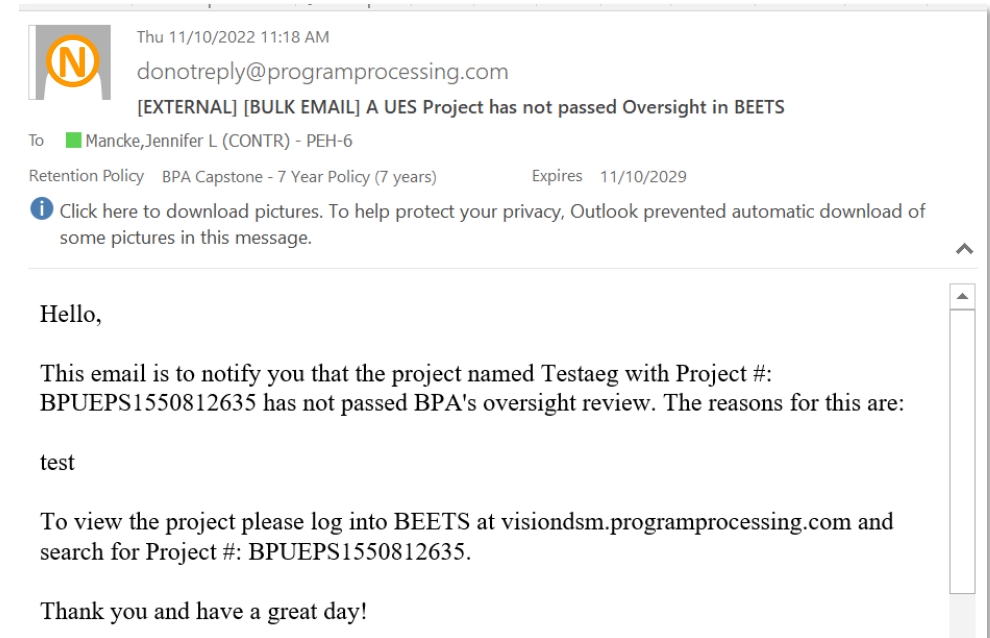 N
Thu 11/10/2022 11:18 AM
donotreply@programprocessing.com
[EXTERNAL] [BULK EMAIL] A UES Project has not passed Oversight in BEETS
To Mancke,Jennifer L (CONTR) - PEH-6
Retention Policy BPA Capstone - 7 Year Policy (7 years) Expires 11/10/2029
i Click here to download pictures. To help protect your privacy, Outlook prevented automatic download of
some pictures in this message.
Hello,
This email is to notify you that the project named Testaeg with Project #:
BPUEPS1550812635 has not passed BPA's oversight review. The reasons for this are:
test
To view the project please log into BEETS at visiondsm.programprocessing.com and
search for Project #: BPUEPS1550812635.
Thank you and have a great day!